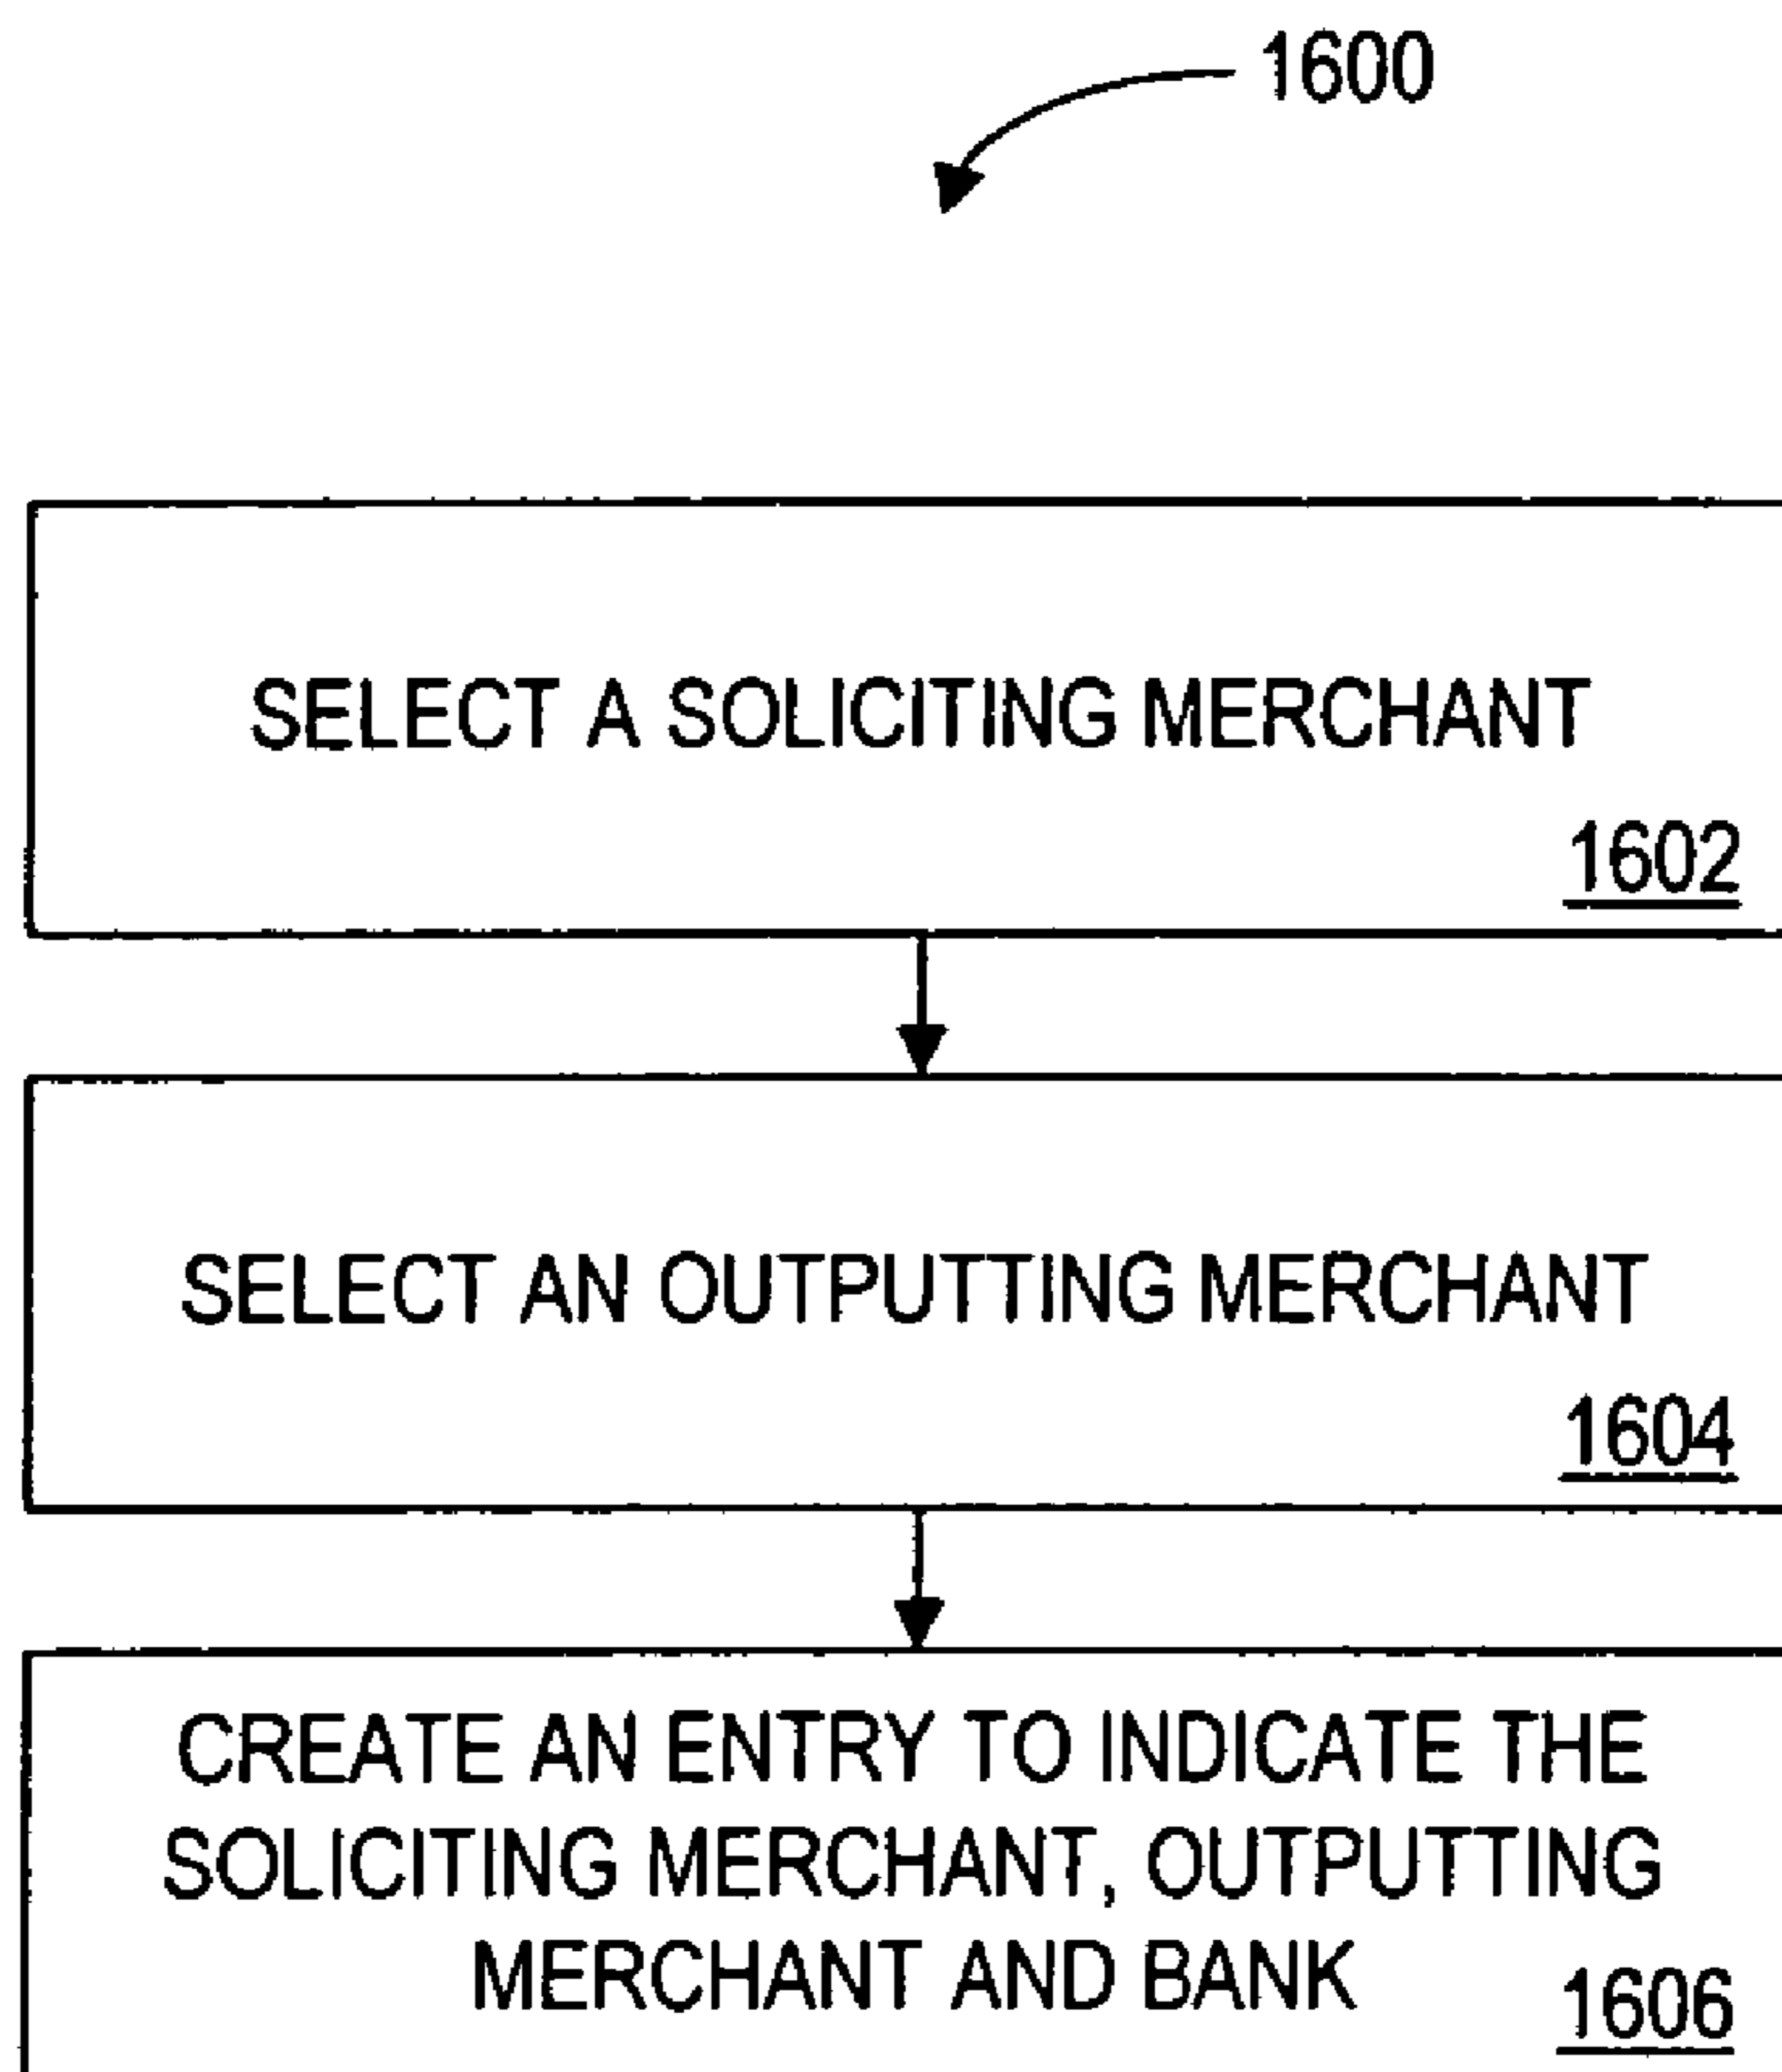 1600
SELECT A SOLICITING MERCHANT
1602
SELECT AN OUTPUTTING MERCHANT
1604
CREATE AN ENTRY TO INDICATE THE
SOLICITING MERCHANT, OUTPUTTING
MERCHANT AND BANK
1606